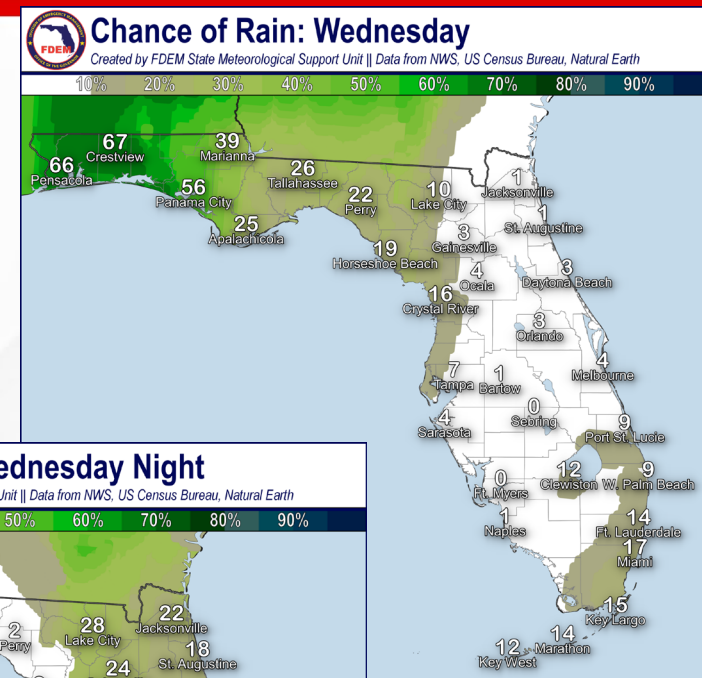 FDEM
Chance of Rain: Wednesday
Created by FDEM State Meteorological Support Unit || Data from NWS, US Census Bureau, Natural Earth
10% 20% 30% 40% 50% 60% 70% 80% 90%
67
Crestview
39
Marianna
66
Pensacola
26
Tallahassee
56
Panama City
22
Perry
10
Lake City
1
Jacksonville
25
Apalachicola
1
St. Augustine
3
Gainesville
19
Horseshoe Beach
4
Ocala
3
Daytona Beach
16
Crystal River
3
Orlando
7
Tampa
1
Bartow
4
Melbourne
4
Sarasota
0
Sebring
9
Port St. Lucie
0
Ft. Myers
12
Clewiston
9
W. Palm Beach
1
Naples
14
Ft. Lauderdale
17
Miami
15
Key Largo
14
Marathon
12
Key West
ednesday Night
Unit || Data from NWS, US Census Bureau, Natural Earth
50% 60% 70% 80% 90%
2
Perry
28
Lake City
22
Jacksonville
18
St. Augustine
24